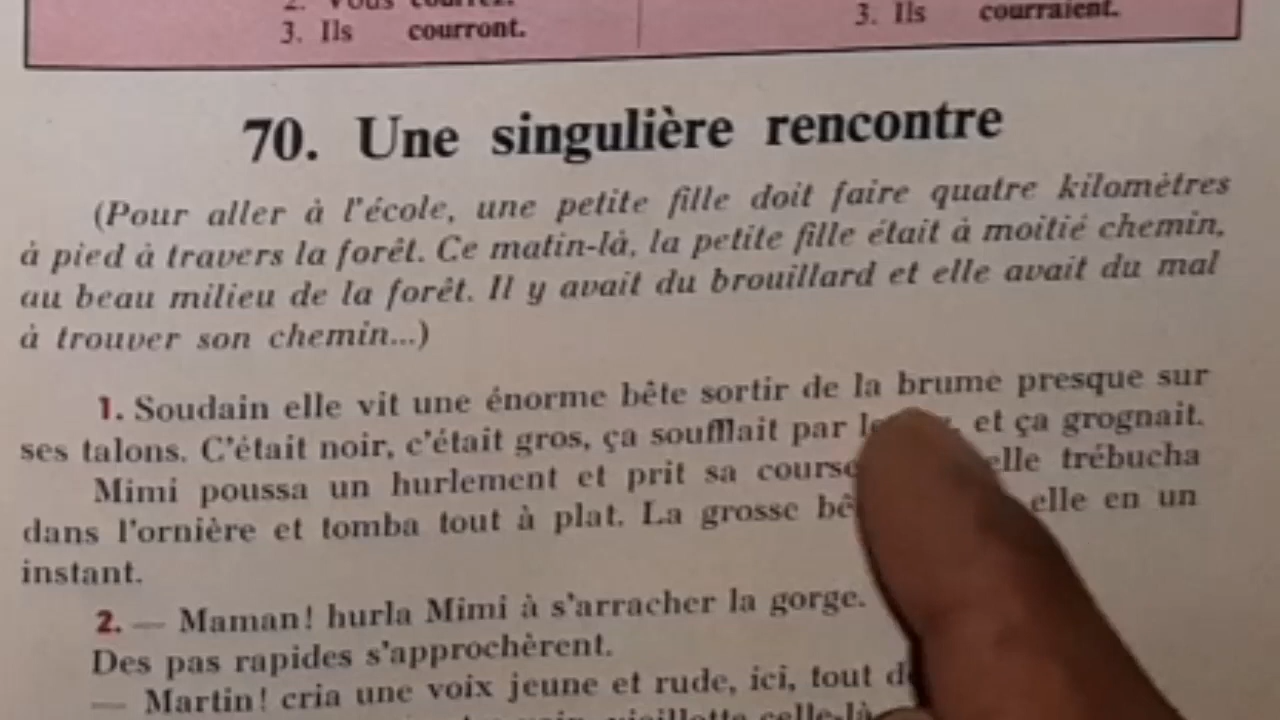 3. Ils courront.
3. Ils couraient.
70. Une singulière rencontre
(Pour aller à l'école, une petite fille doit faire quatre kilomètres
à pied à travers la forêt. Ce matin-là, la petite fille était à moitié chemin,
au beau milieu de la forêt. Il y avait du brouillard et elle avait du mal
à trouver son chemin...)
1. Soudain elle vit une énorme bête sortir de la brume presque sur
ses talons. C'était noir, c'était gros, ça soufflait par et ça grognait.
Mimi poussa un hurlement et prit sa elle trébucha
dans l'ornière et tomba tout à plat. La grosse elle en un
instant.
2. — Maman! hurla Mimi à s'arracher la gorge.
Des pas rapides s'approchèrent.
— Martin! cria une voix jeune et rude, ici, tout
vieillotte celle-là